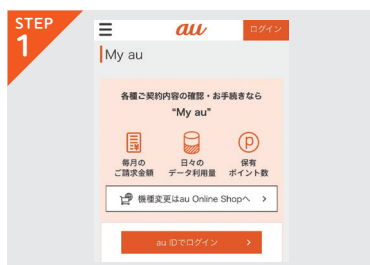 STEP
1
au
ログイン
My au
各種ご契約内容の確認・お手続きなら
“My au”
毎月の
ご請求金額
日々の
データ利用量
保有
ポイント数
機種変更はau Online Shopへ
au IDでログイン